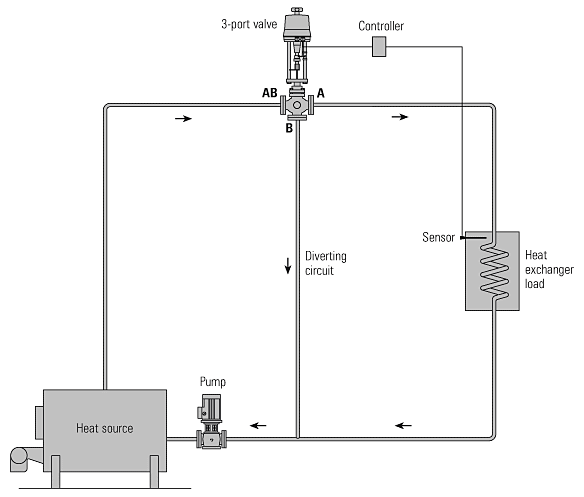 3-port valve
Controller
AB
A
B
Sensor
Diverting
circuit
Heat
exchanger
load
Pump
Heat source